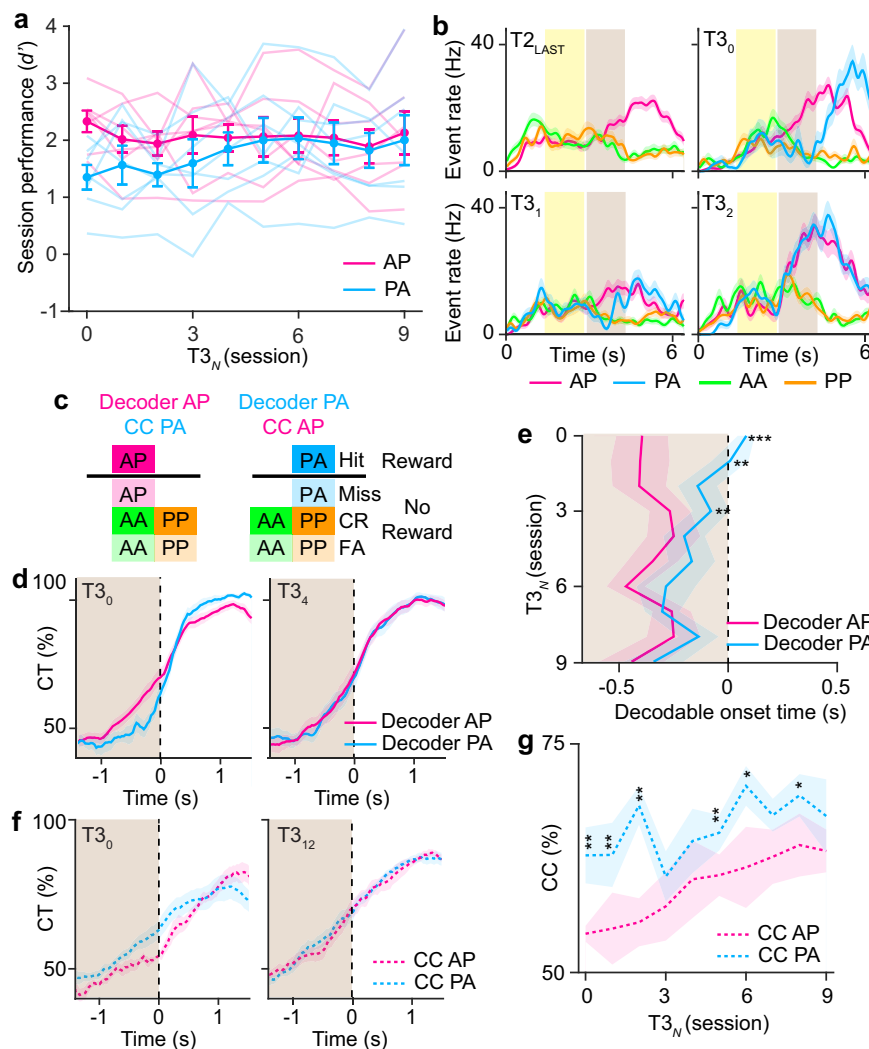 a
Session performance (d')
4
3
2
1
0
-1
0
3
6
9
T3N (session)
AP
PA
b
Event rate (Hz)
40
0
T2LAST
T30
Event rate (Hz)
40
0
T31
T32
0
Time (s)
6
0
Time (s)
6
AP
PA
AA
PP
c
Decoder AP
CC PA
Decoder PA
CC AP
AP
PA
Hit
Reward
AP
PA
Miss
AA
PP
AA
PP
CR
No
Reward
AA
PP
AA
PP
FA
d
CT (%)
100
50
T30
T34
Decoder AP
Decoder PA
-1
0
1
-1
0
1
Time (s)
Time (s)
e
T3N (session)
0
3
6
9
***
**
**
Decoder AP
Decoder PA
-0.5
0
0.5
Decodable onset time (s)
f
CT (%)
100
50
T30
T312
CC AP
CC PA
-1
0
1
-1
0
1
Time (s)
Time (s)
g
CC (%)
75
50
**
**
**
**
*
*
CC AP
CC PA
0
3
6
9
T3N (session)